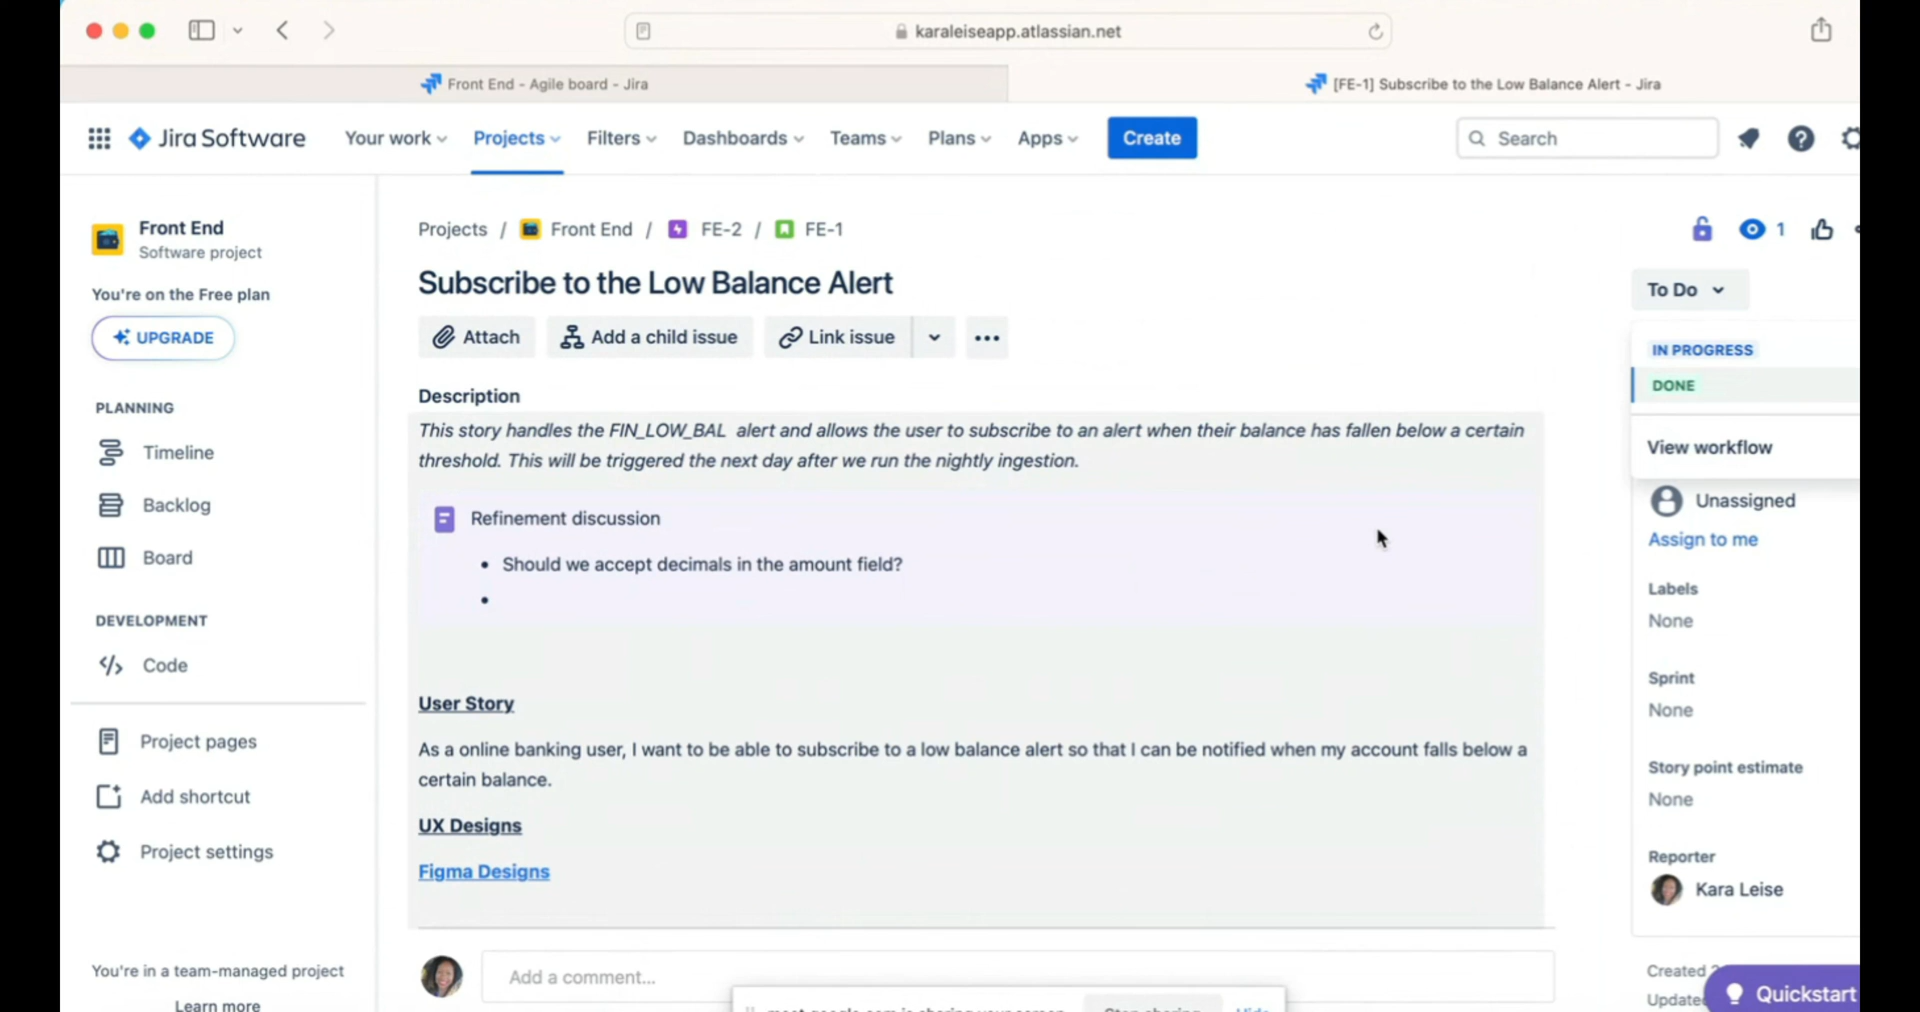 karaleiseapp.atlassian.net
Front End - Agile board - Jira
[FE-1] Subscribe to the Low Balance Alert - Jira
Jira Software
Your work
Projects
Filters
Dashboards
Teams
Plans
Apps
Create
Search
Front End
Software project
You're on the Free plan
UPGRADE
PLANNING
Timeline
Backlog
Board
DEVELOPMENT
Code
Project pages
Add shortcut
Project settings
You're in a team-managed project
Learn more
Projects / Front End / FE-2 / FE-1
1
Subscribe to the Low Balance Alert
Attach
Add a child issue
Link issue
Description
This story handles the FIN_LOW_BAL alert and allows the user to subscribe to an alert when their balance has fallen below a certain
threshold. This will be triggered the next day after we run the nightly ingestion.
Refinement discussion
• Should we accept decimals in the amount field?
•
User Story
As a online banking user, I want to be able to subscribe to a low balance alert so that I can be notified when my account falls below a
certain balance.
UX Designs
Figma Designs
Add a comment...
To Do
IN PROGRESS
DONE
View workflow
Unassigned
Assign to me
Labels
None
Sprint
None
Story point estimate
None
Reporter
Kara Leise
Created
Quickstart